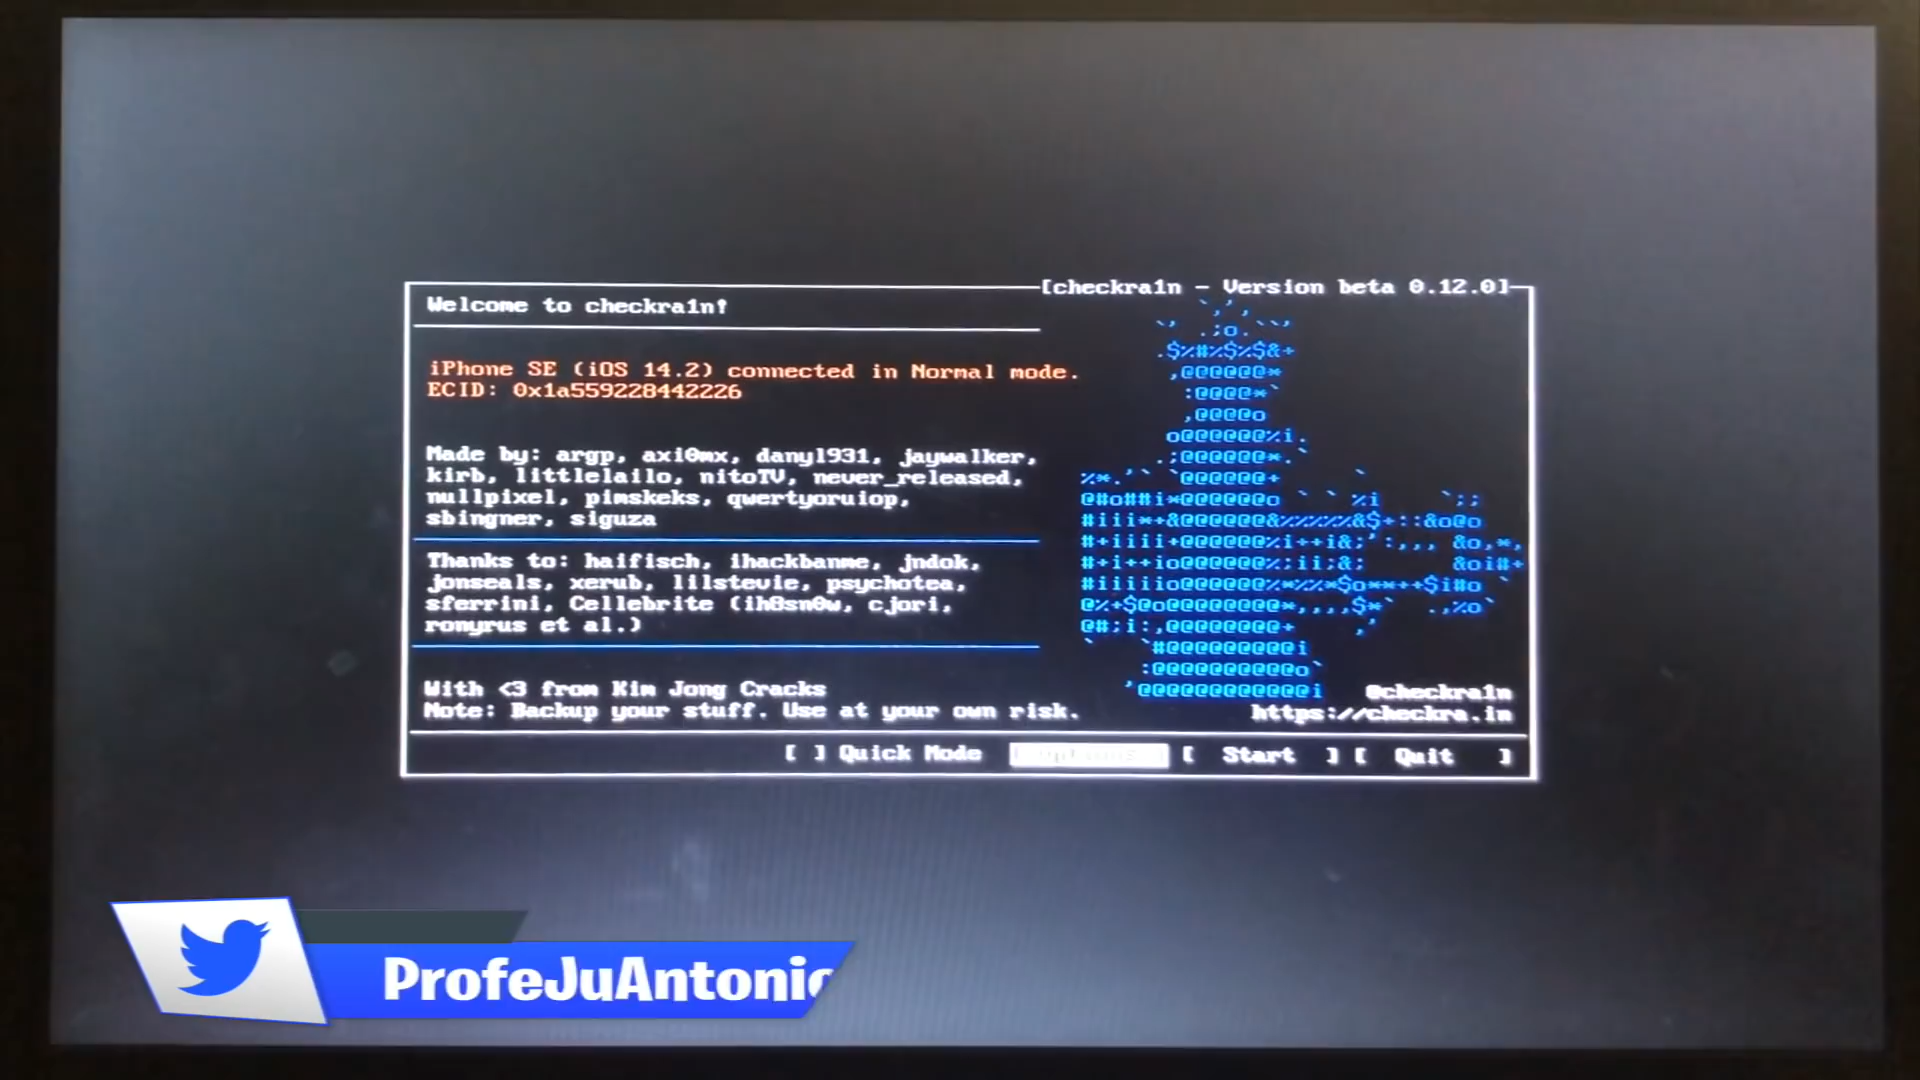 [checkra1n - Version beta 0.12.0]
Welcome to checkra1n!
iPhone SE (iOS 14.2) connected in Normal mode.
ECID: 0x1a559228442226
Made by: argp, axi0mx, danyl931, jaywalker,
kirb, littlelailo, nitoTV, never_released,
nullpixel, pimskeks, qwertyoruiop,
sbingner, siguza
Thanks to: haifisch, ihackbanme, jndok,
jonseals, xerub, lilstevie, psychotea,
sferrini, Cellebrite (ih8sn0w, cjori,
ronyrus et al.)
With <3 from Kim Jong Cracks
Note: Backup your stuff. Use at your own risk.
@checkra1n
https://checkra.in
[ ] Quick Mode [ Start ] [ Quit ]
ProfeJuAntonio